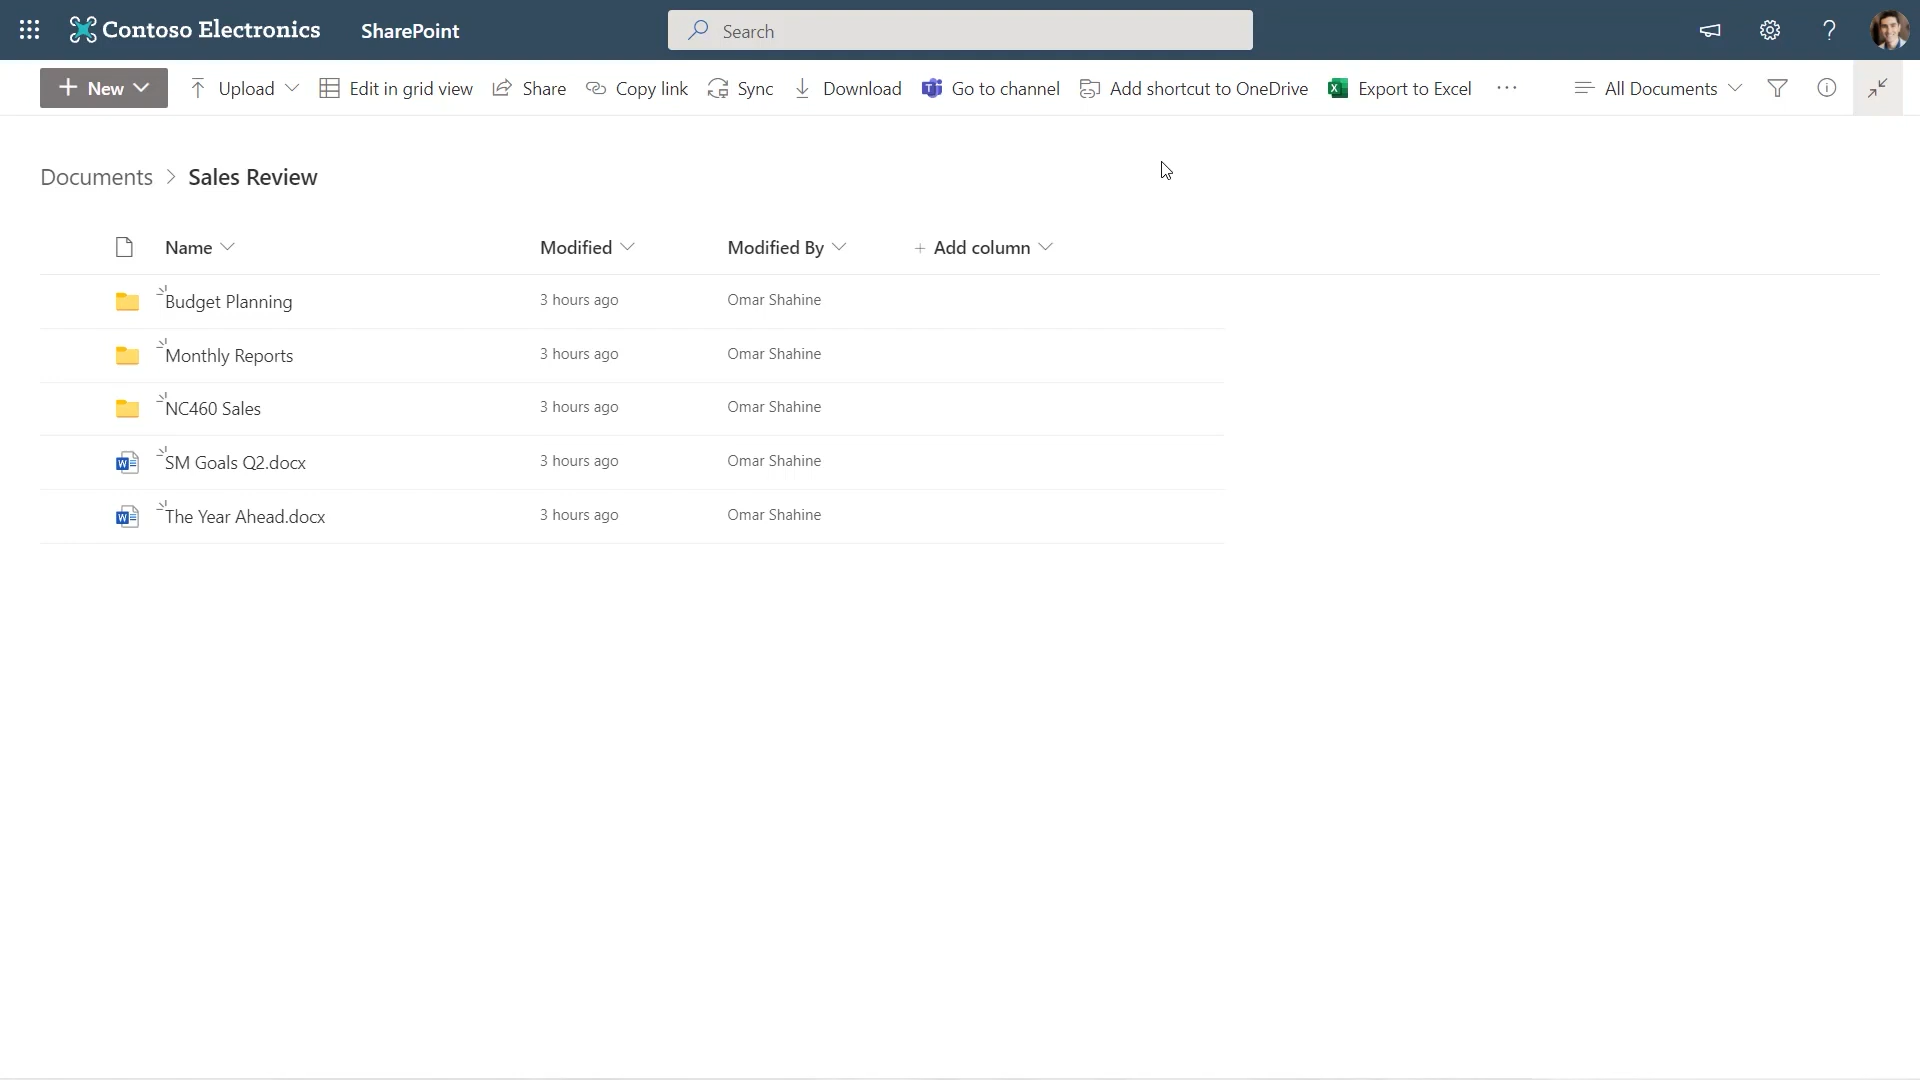 Contoso Electronics SharePoint Search
New Upload Edit in grid view Share Copy link Sync Download Go to channel Add shortcut to OneDrive Export to Excel ··· All Documents
Documents > Sales Review
Name Modified Modified By + Add column
Budget Planning 3 hours ago Omar Shahine
Monthly Reports 3 hours ago Omar Shahine
NC460 Sales 3 hours ago Omar Shahine
SM Goals Q2.docx 3 hours ago Omar Shahine
The Year Ahead.docx 3 hours ago Omar Shahine